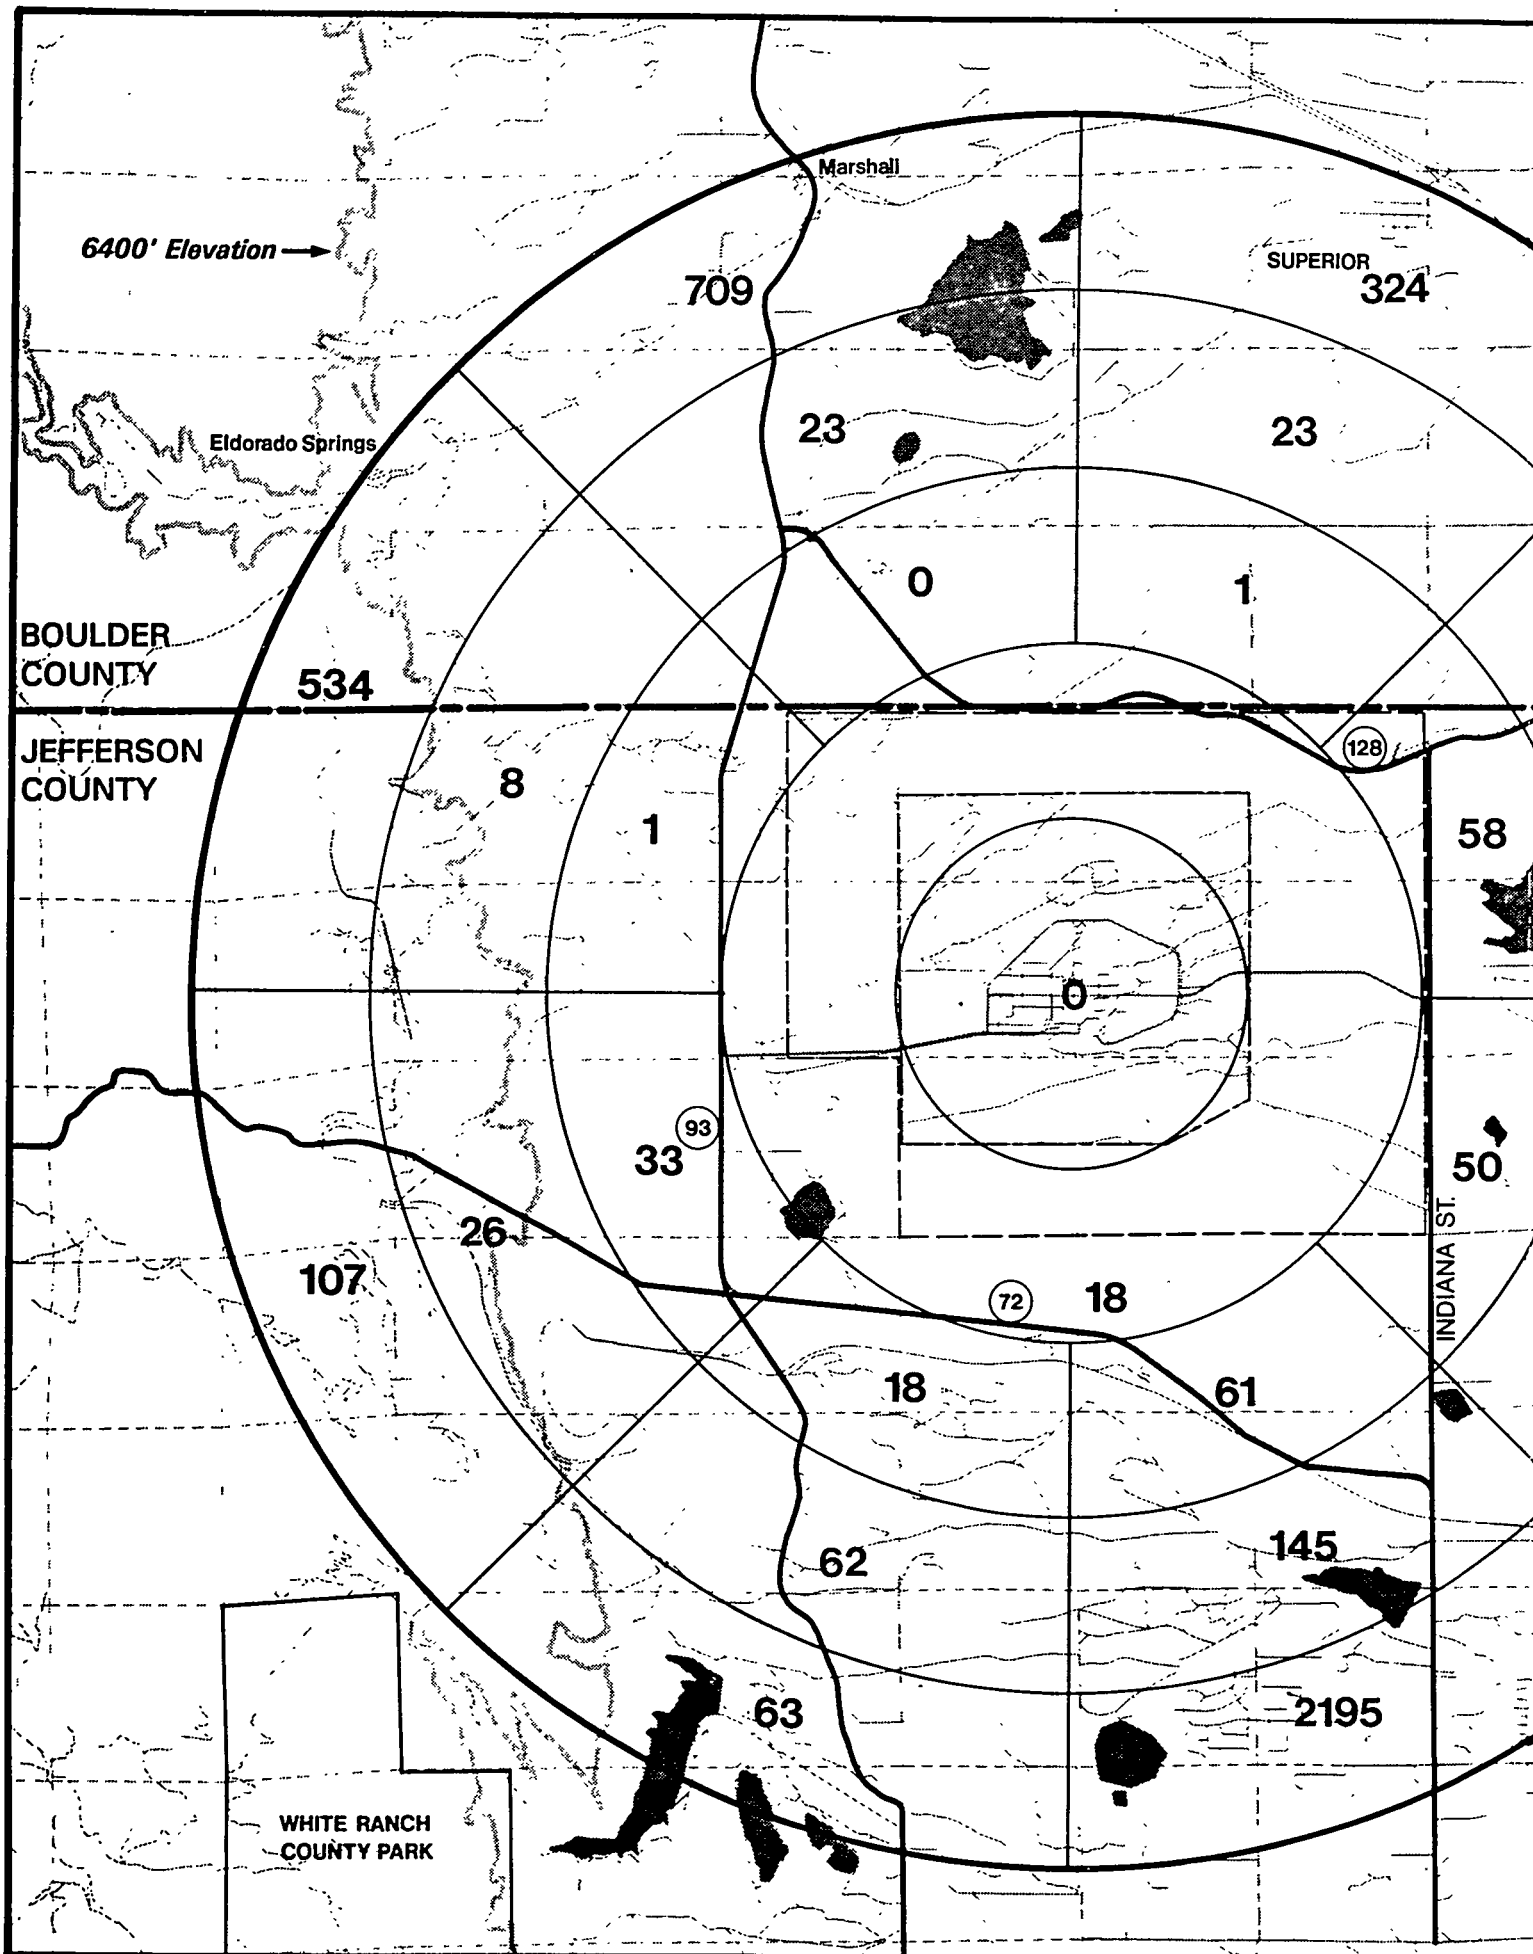 Marshall
6400' Elevation
SUPERIOR
709
324
23
23
Eldorado Springs
0
1
BOULDER
COUNTY
534
JEFFERSON
COUNTY
128
8
1
58
0
93
33
50
26
107
INDIANA ST.
72
18
18
61
62
145
63
2195
WHITE RANCH
COUNTY PARK